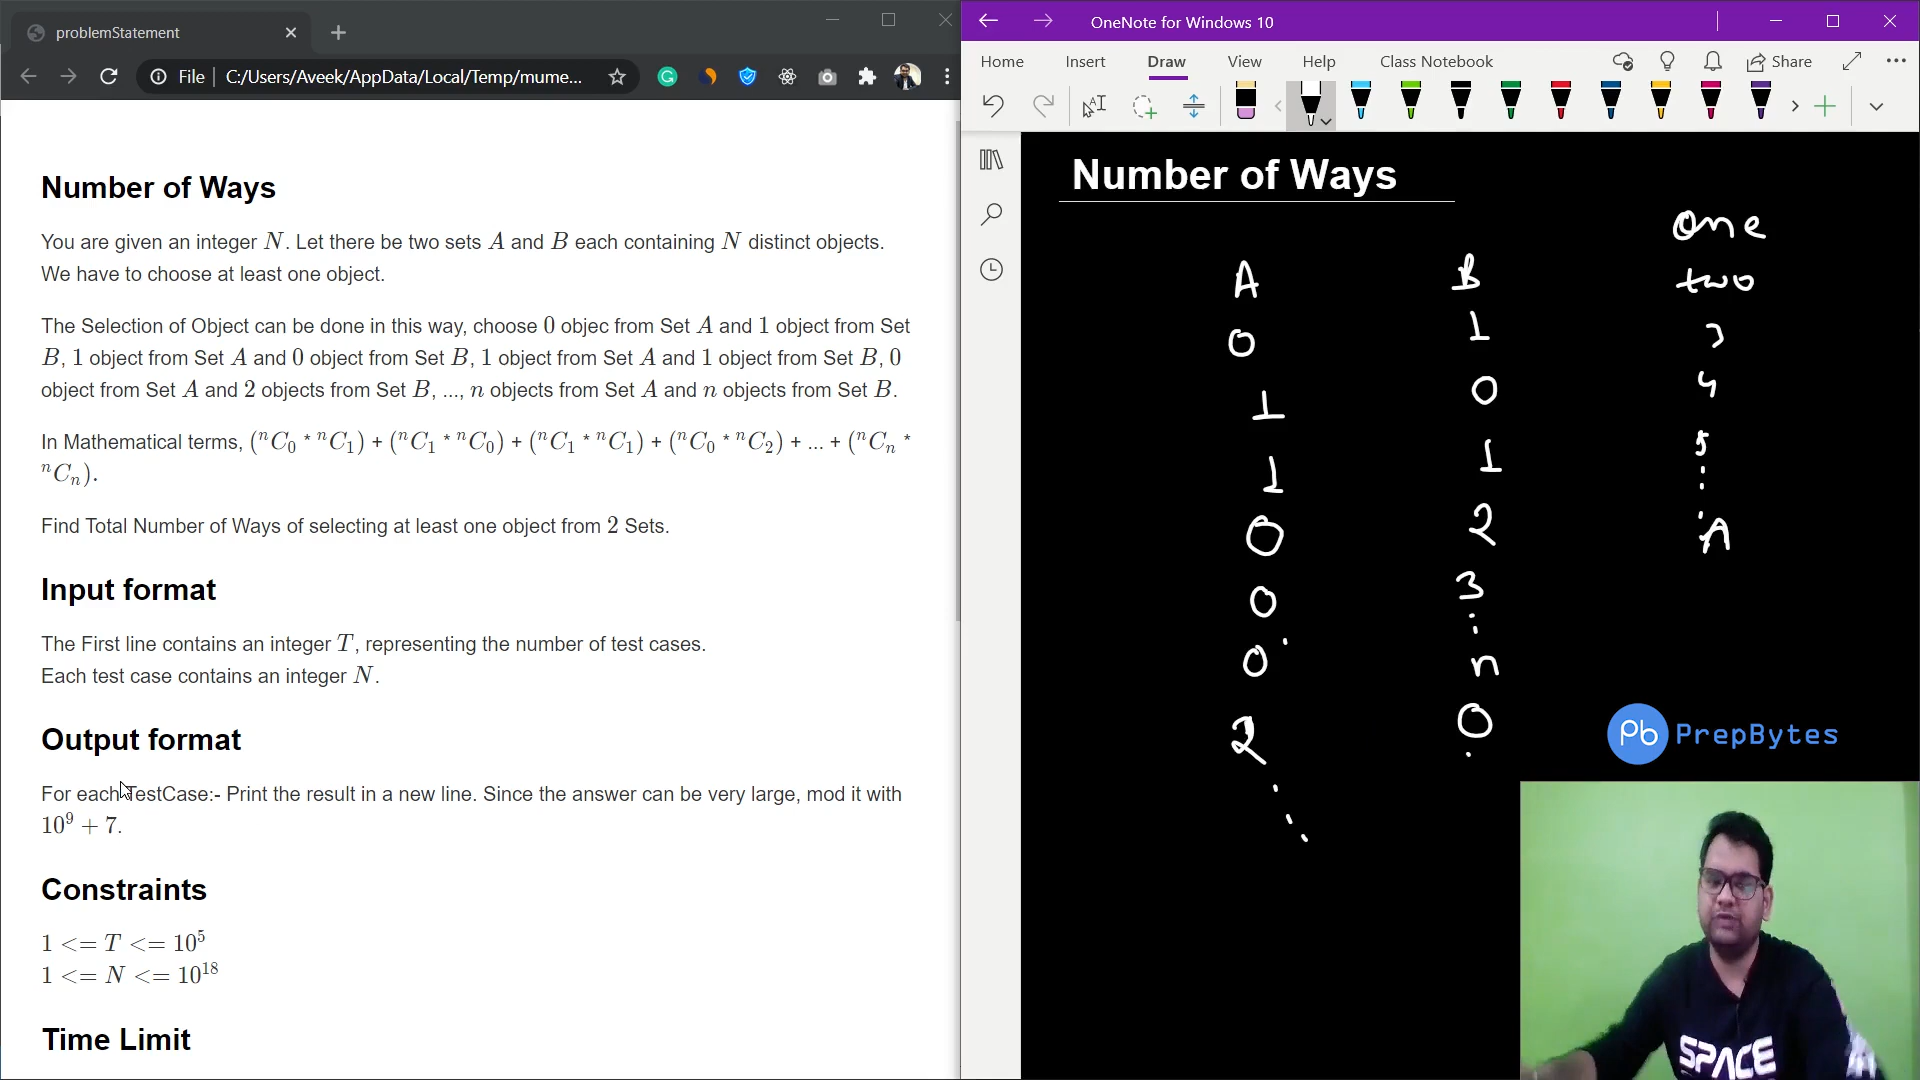 problemStatement
File
C:/Users/Aveek/AppData/Local/Temp/mume...
Number of Ways
You are given an integer N. Let there be two sets A and B each containing N distinct objects.
We have to choose at least one object.
The Selection of Object can be done in this way, choose 0 objec from Set A and 1 object from Set
B, 1 object from Set A and 0 object from Set B, 1 object from Set A and 1 object from Set B, 0
object from Set A and 2 objects from Set B, ..., n objects from Set A and n objects from Set B.
In Mathematical terms, (ⁿC₀ * ⁿC₁) + (ⁿC₁ * ⁿC₀) + (ⁿC₁ * ⁿC₁) + (ⁿC₀ * ⁿC₂) + ... + (ⁿCₙ *
ⁿCₙ).
Find Total Number of Ways of selecting at least one object from 2 Sets.
Input format
The First line contains an integer T, representing the number of test cases.
Each test case contains an integer N.
Output format
For each TestCase:- Print the result in a new line. Since the answer can be very large, mod it with
10⁹ + 7.
Constraints
1 <= T <= 10⁵
1 <= N <= 10¹⁸
Time Limit
OneNote for Windows 10
Home Insert Draw View Help Class Notebook Share
Number of Ways
one
A B two
0 1 3
1 0 4
1 1 5
0 2 A
0 3
0 n
2 0
Pb PrepBytes
SPACE